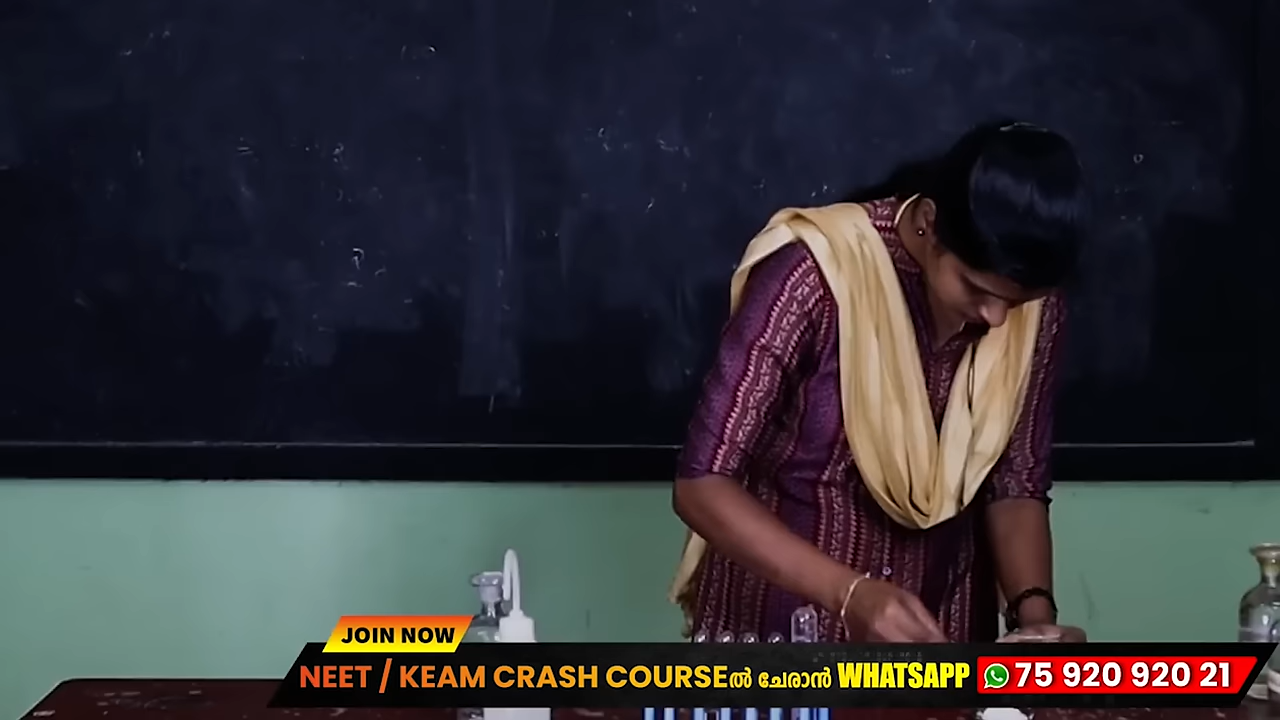 JOIN NOW
NEET / KEAM CRASH COURSEൽ ചേരാൻ WHATSAPP 75 920 920 21